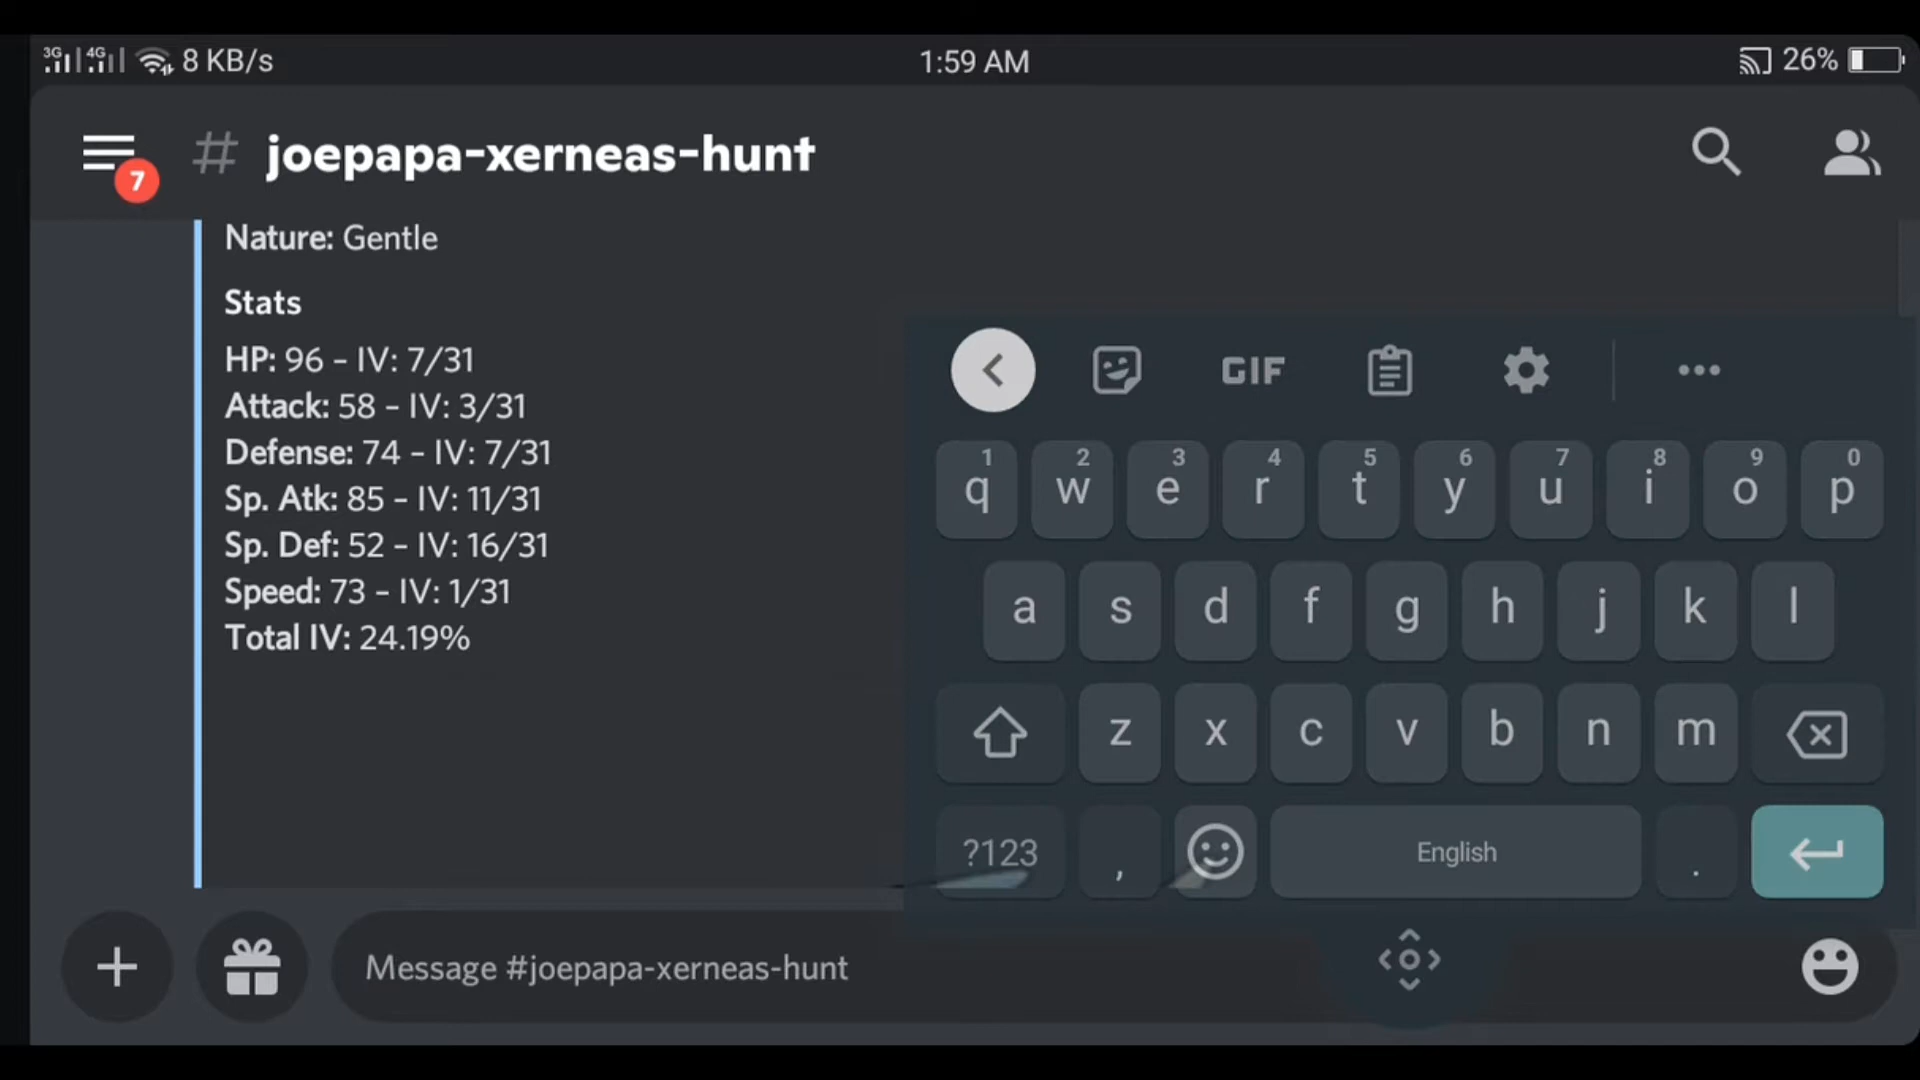 3G 4G 8 KB/s 1:59 AM 26%
7 # joepapa-xerneas-hunt
Nature: Gentle
Stats
HP: 96 – IV: 7/31
Attack: 58 – IV: 3/31
Defense: 74 – IV: 7/31
Sp. Atk: 85 – IV: 11/31
Sp. Def: 52 – IV: 16/31
Speed: 73 – IV: 1/31
Total IV: 24.19%
GIF
1 2 3 4 5 6 7 8 9 0
q w e r t y u i o p
a s d f g h j k l
z x c v b n m
?123 , English .
Message #joepapa-xerneas-hunt